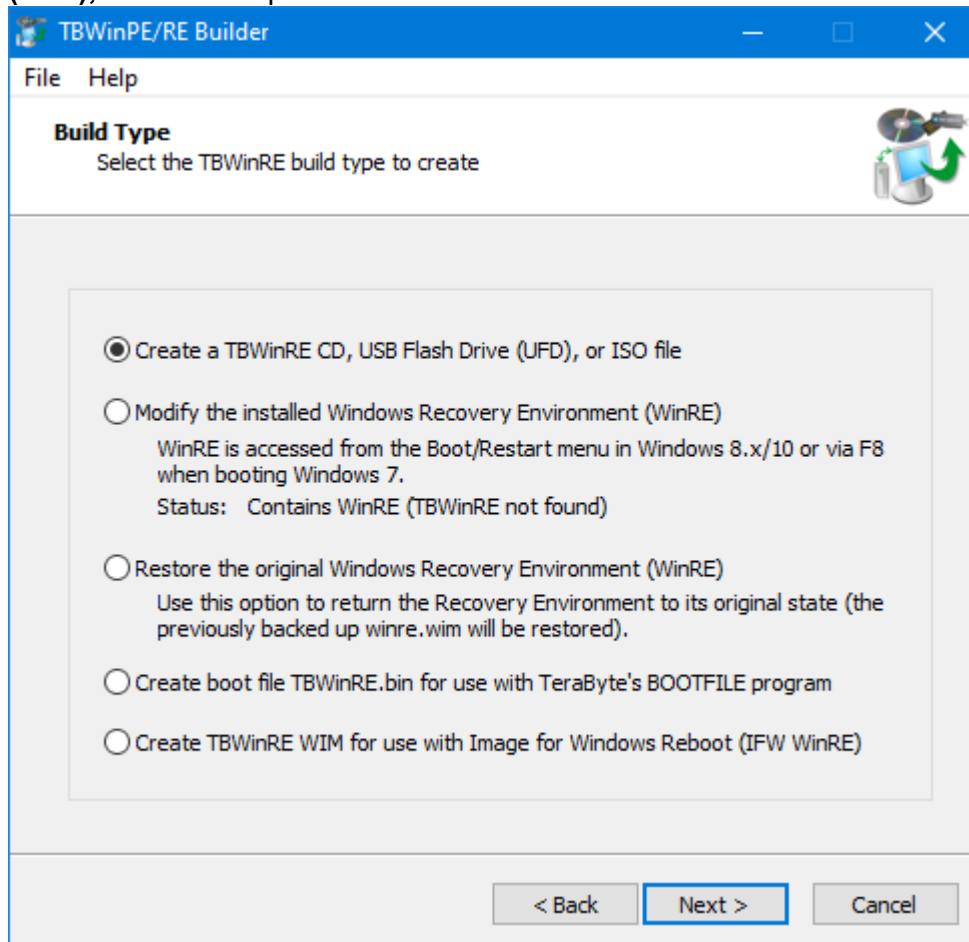 TBWinPE/RE Builder
File Help
Build Type
Select the TBWinRE build type to create
Create a TBWinRE CD, USB Flash Drive (UFD), or ISO file
Modify the installed Windows Recovery Environment (WinRE)
WinRE is accessed from the Boot/Restart menu in Windows 8.x/10 or via F8
when booting Windows 7.
Status: Contains WinRE (TBWinRE not found)
Restore the original Windows Recovery Environment (WinRE)
Use this option to return the Recovery Environment to its original state (the
previously backed up winre.wim will be restored).
Create boot file TBWinRE.bin for use with TeraByte's BOOTFILE program
Create TBWinRE WIM for use with Image for Windows Reboot (IFW WinRE)
< Back Next > Cancel